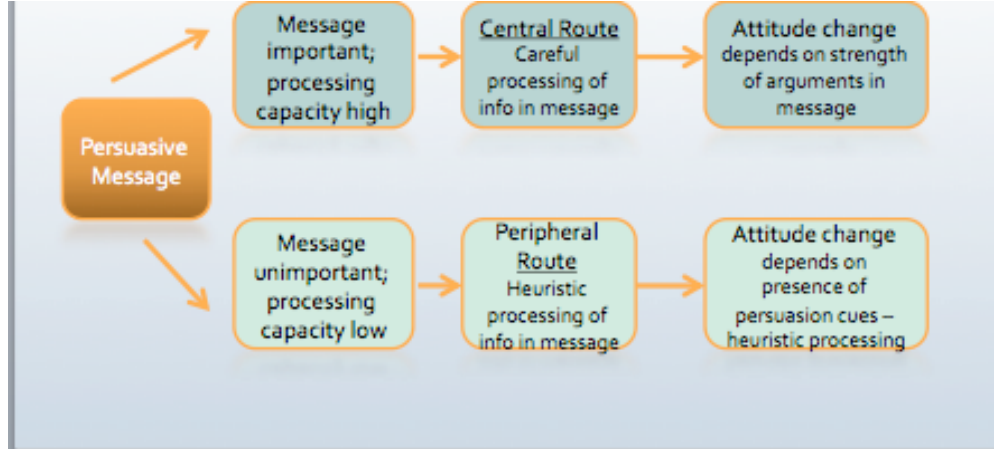 Persuasive
Message
Message
important;
processing
capacity high
Central Route
Careful
processing of
info in message
Attitude change
depends on strength
of arguments in
message
Message
unimportant;
processing
capacity low
Peripheral
Route
Heuristic
processing of
info in message
Attitude change
depends on
presence of
persuasion cues –
heuristic processing